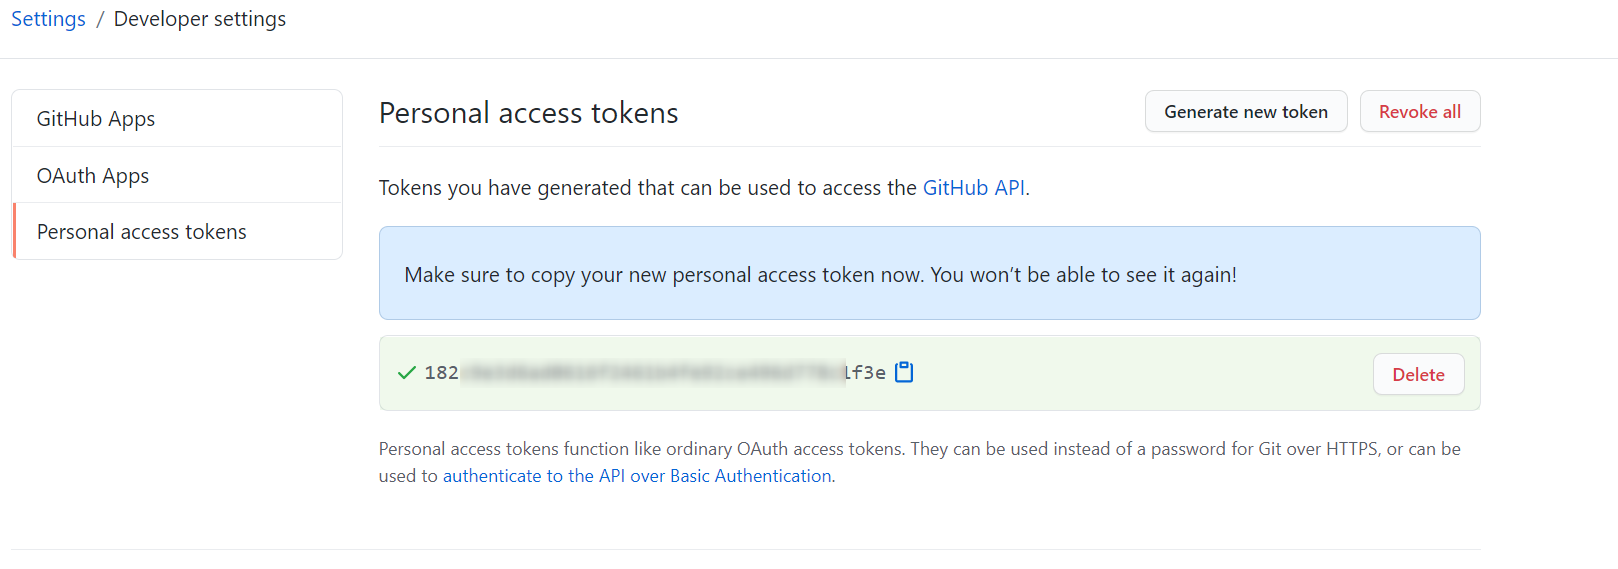 Settings / Developer settings
GitHub Apps
OAuth Apps
Personal access tokens
Personal access tokens
Generate new token
Revoke all
Tokens you have generated that can be used to access the GitHub API.
Make sure to copy your new personal access token now. You won’t be able to see it again!
182
1f3e
Delete
Personal access tokens function like ordinary OAuth access tokens. They can be used instead of a password for Git over HTTPS, or can be
used to authenticate to the API over Basic Authentication.